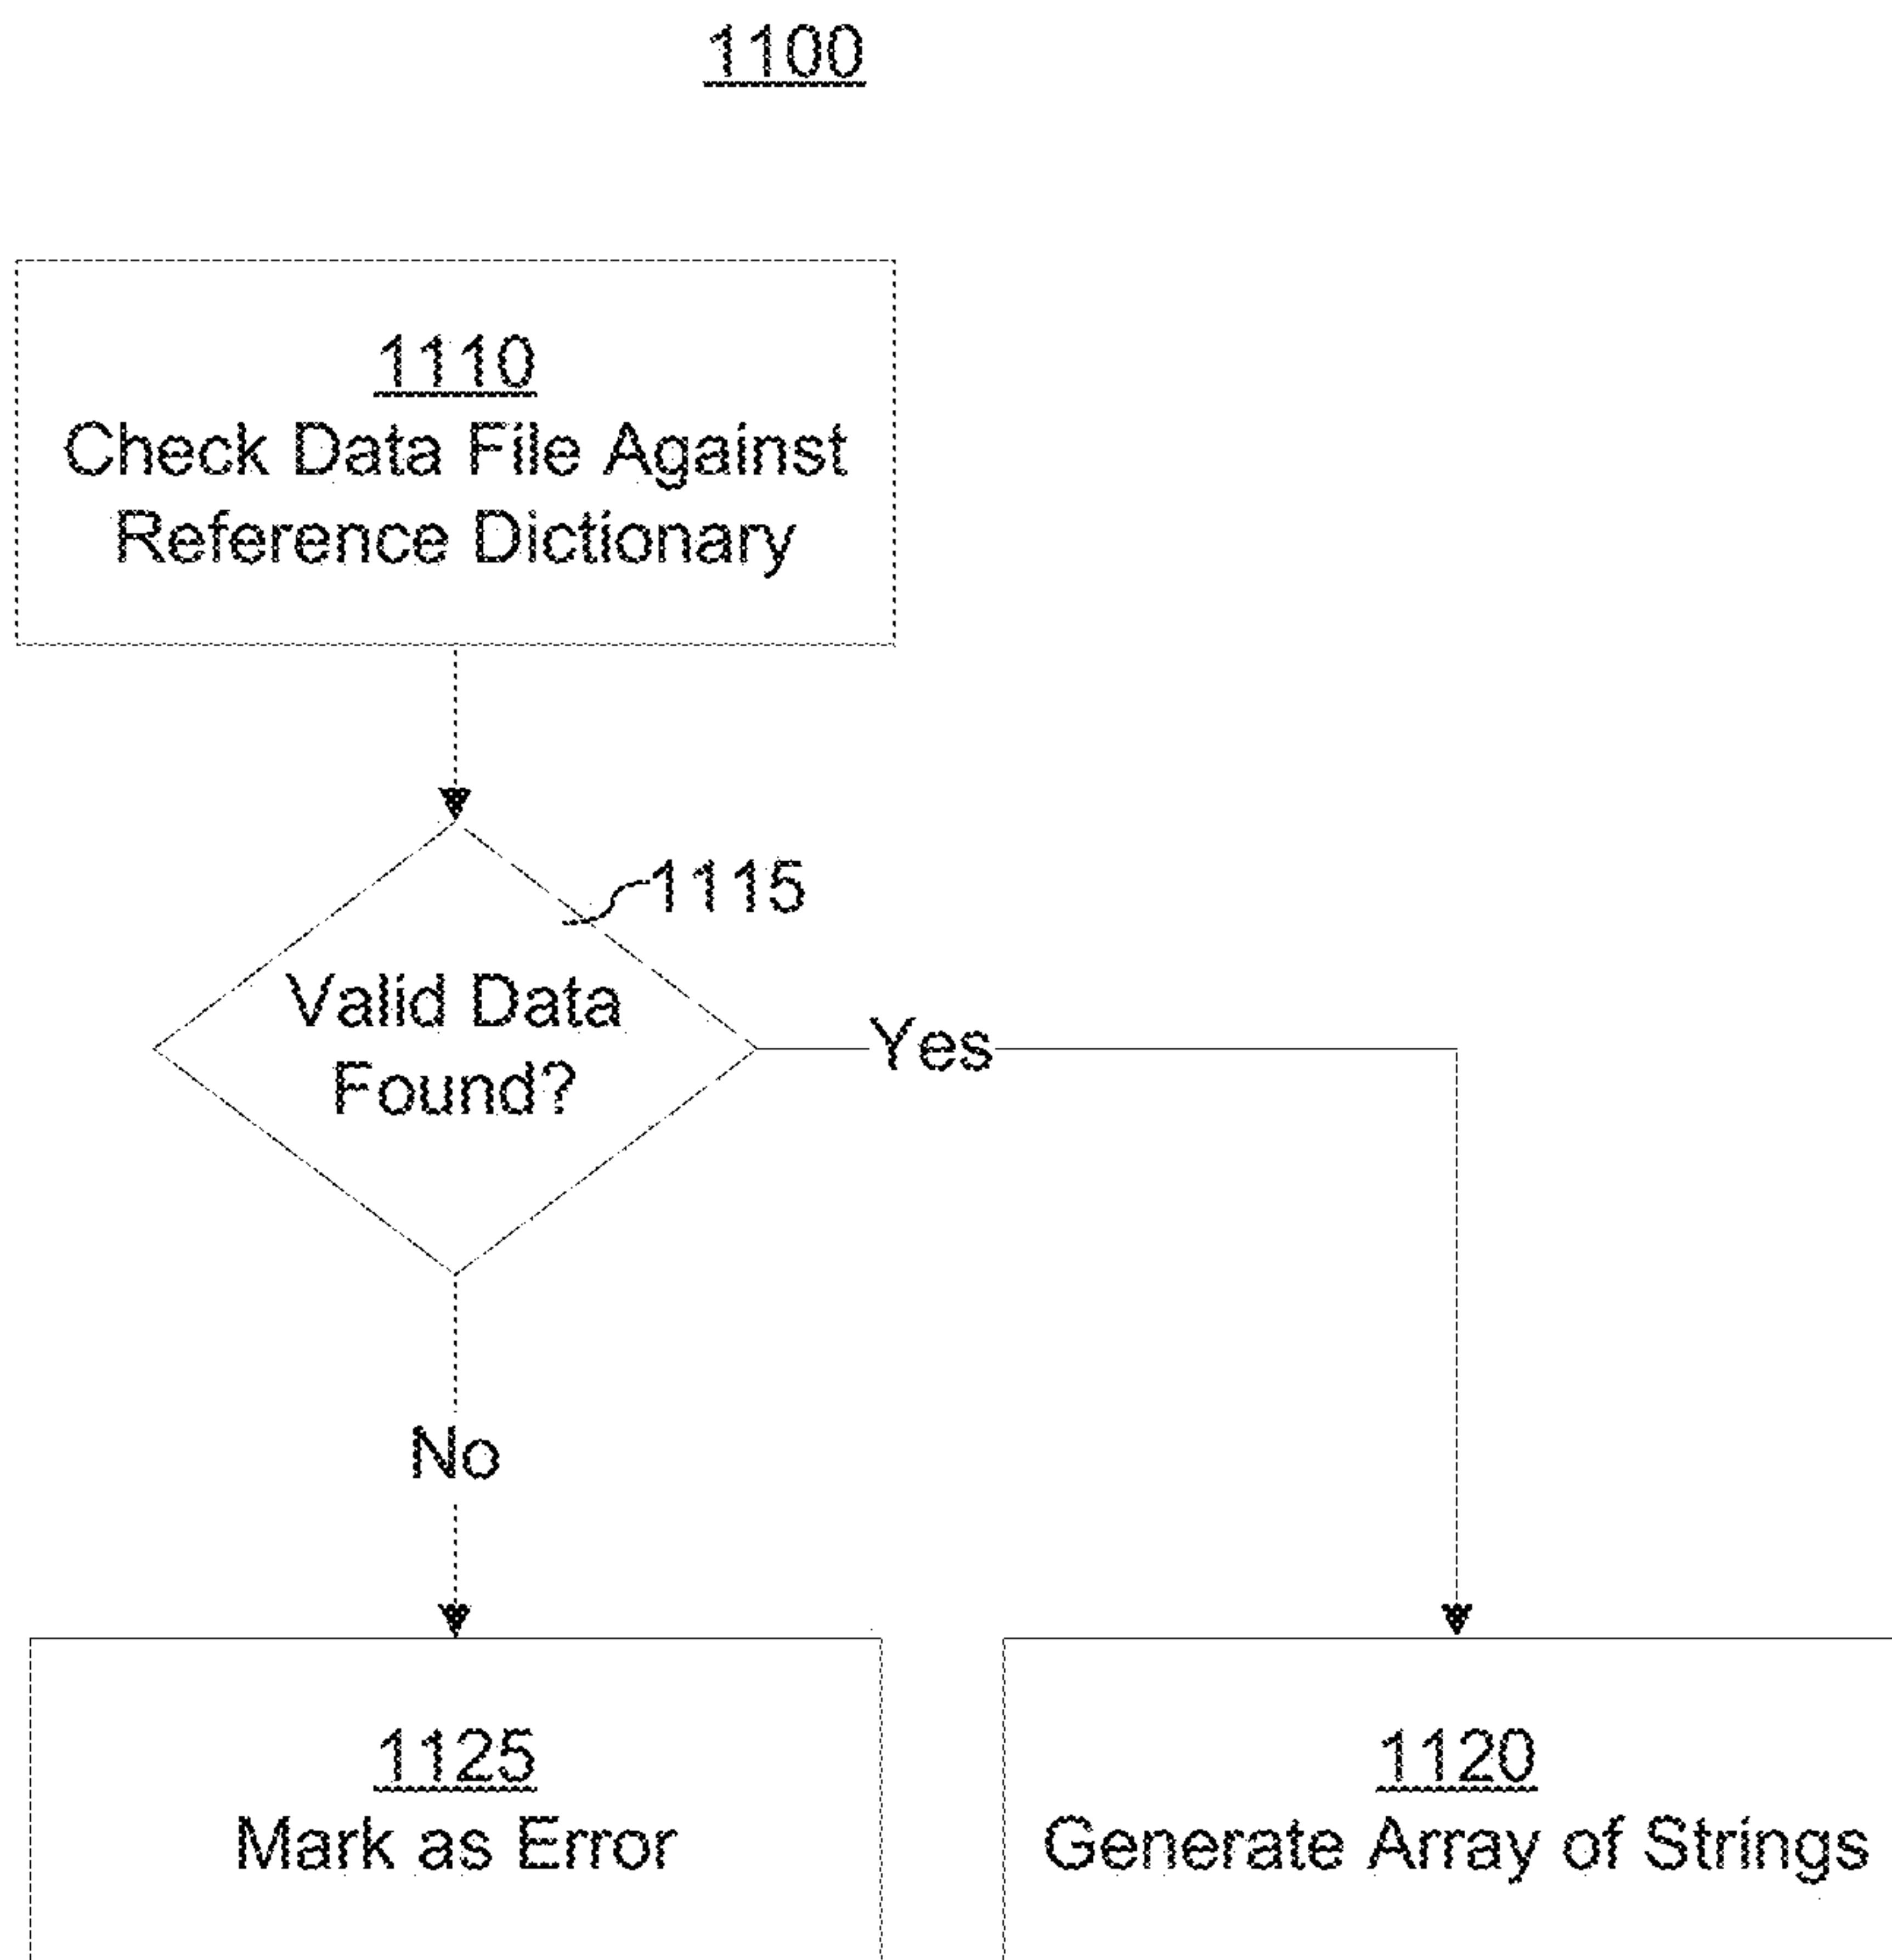 1100
1110
Check Data File Against
Reference Dictionary
1115
Valid Data
Found?
Yes
No
1125
Mark as Error
1120
Generate Array of Strings